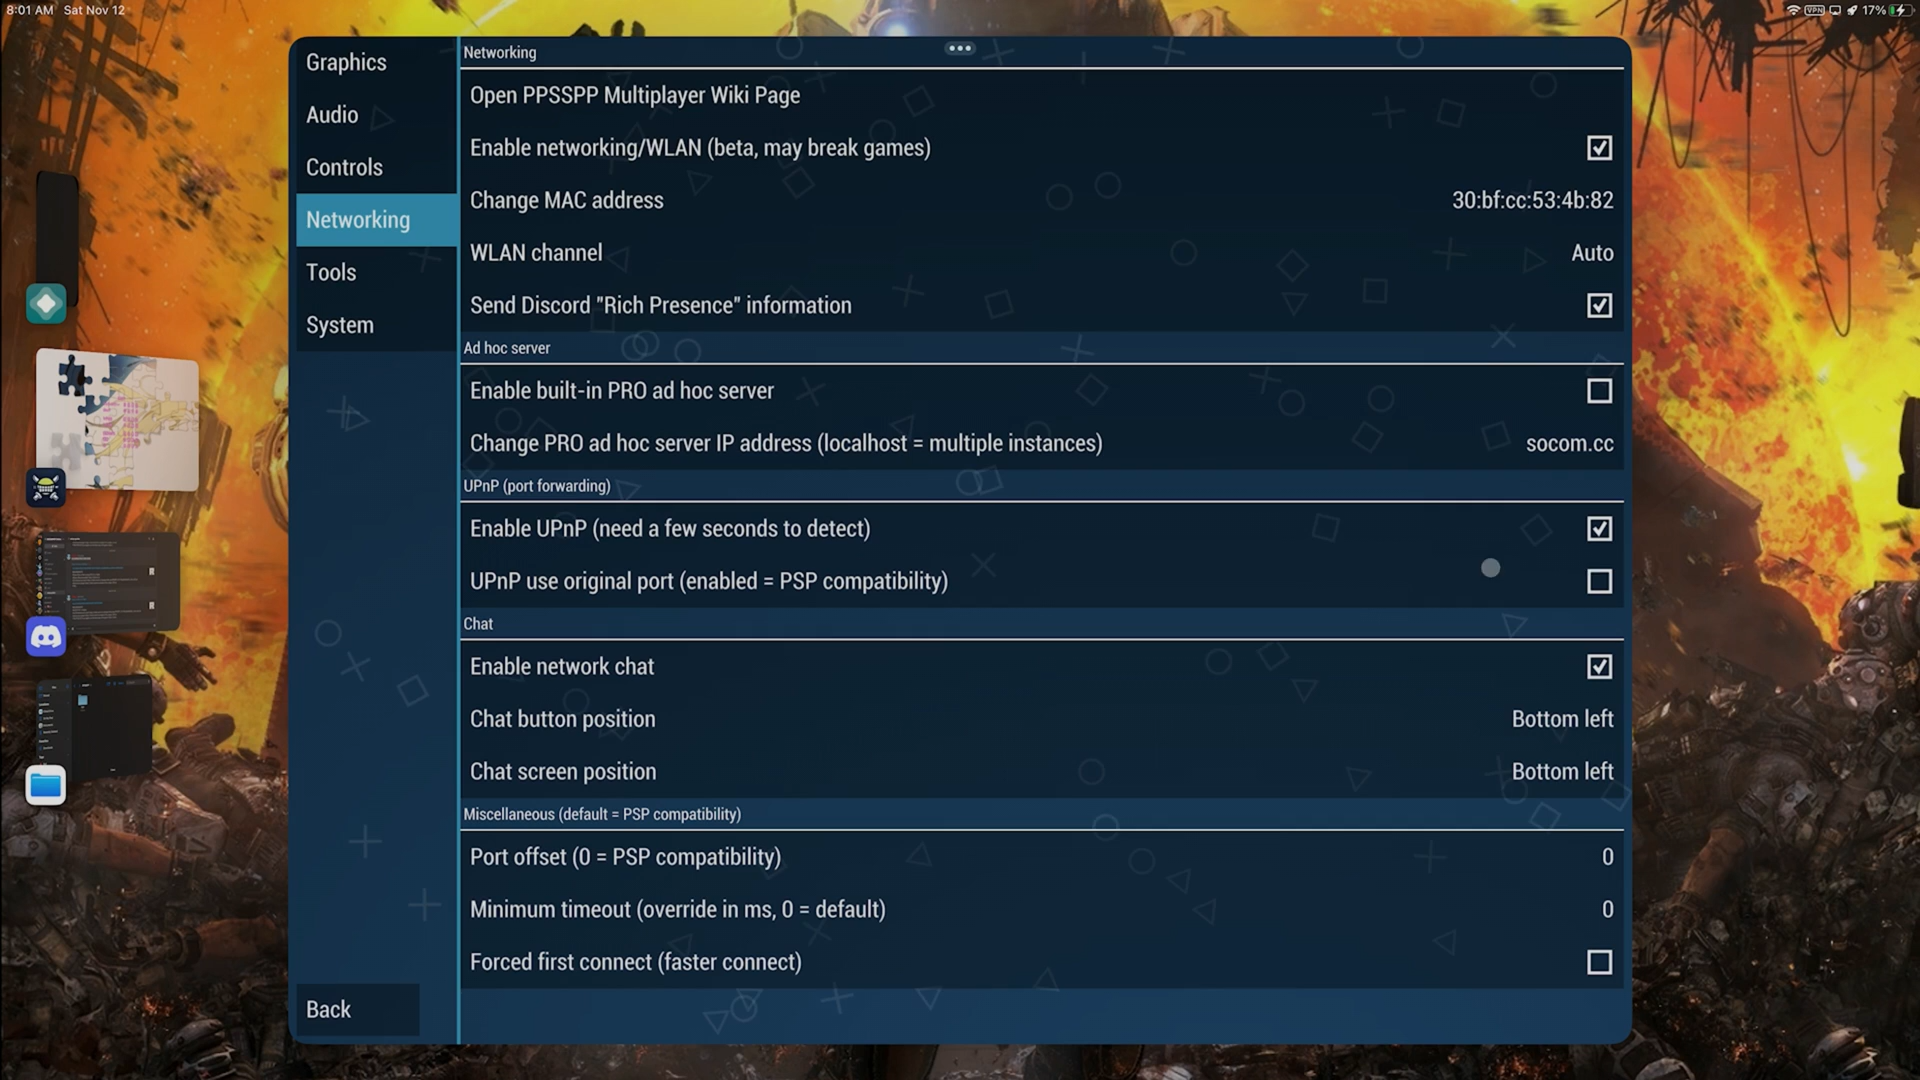 8:01 AM Sat Nov 12
VPN 17%
Graphics
Audio
Controls
Networking
Tools
System
Back
Networking
Open PPSSPP Multiplayer Wiki Page
Enable networking/WLAN (beta, may break games)
Change MAC address 30:bf:cc:53:4b:82
WLAN channel Auto
Send Discord "Rich Presence" information
Ad hoc server
Enable built-in PRO ad hoc server
Change PRO ad hoc server IP address (localhost = multiple instances) socom.cc
UPnP (port forwarding)
Enable UPnP (need a few seconds to detect)
UPnP use original port (enabled = PSP compatibility)
Chat
Enable network chat
Chat button position Bottom left
Chat screen position Bottom left
Miscellaneous (default = PSP compatibility)
Port offset (0 = PSP compatibility) 0
Minimum timeout (override in ms, 0 = default) 0
Forced first connect (faster connect)